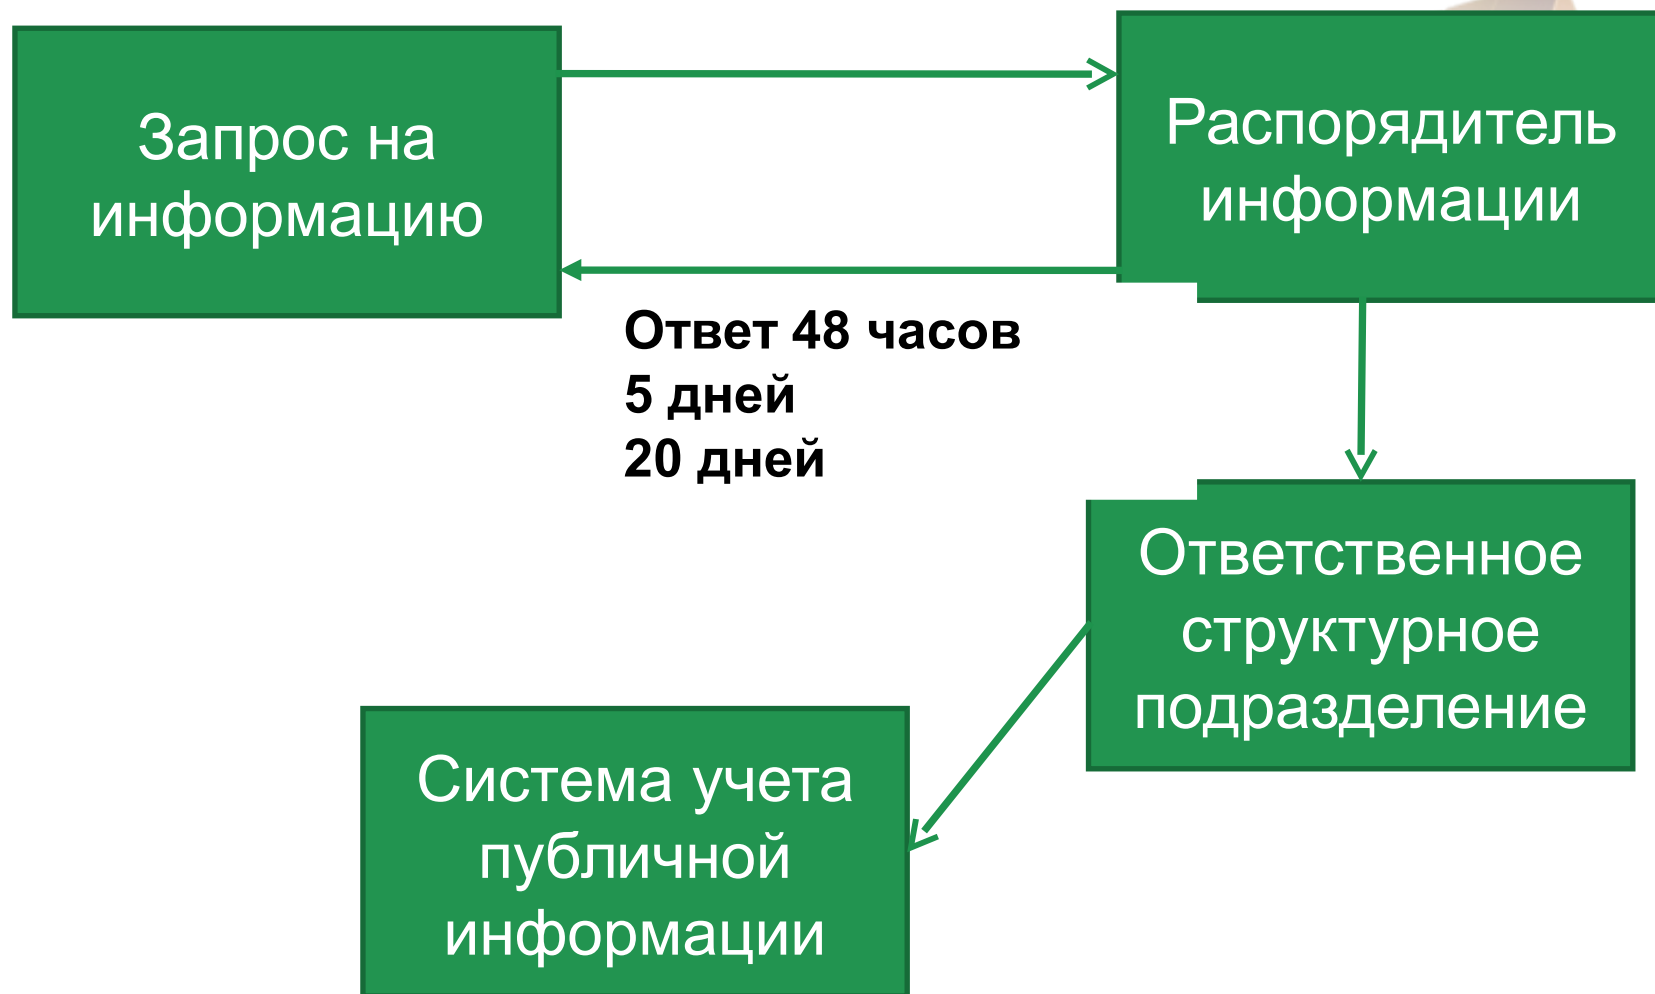 Запрос на
информацию
Распорядитель
информации
Ответ 48 часов
5 дней
20 дней
Ответственное
структурное
подразделение
Система учета
публичной
информации